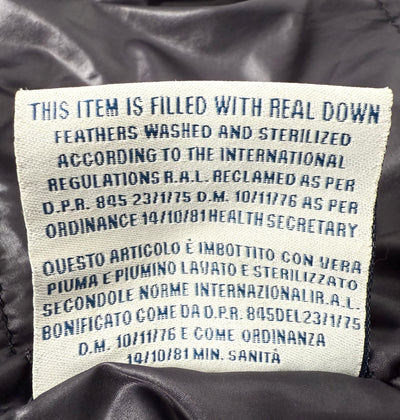 THIS ITEM IS FILLED WITH REAL DOWN
FEATHERS WASHED AND STERILIZED
ACCORDING TO THE INTERNATIONAL
REGULATIONS R.A.L. RECLAMED AS PER
D.P.R. 845 23/1/75 D.M. 10/11/76 AS PER
ORDINANCE 14/10/81 HEALTH SECRETARY
QUESTO ARTICOLO È IMBOTTITO CON VERA
PIUMA E PIUMINO LAVATO E STERILIZZATO
SECONDOLE NORME INTERNAZIONALI R.A.L.
BONIFICATO COME DA D.P.R. 845 DEL 23/1/75
D.M. 10/11/76 E COME ORDINANZA
14/10/81 MIN. SANITÀ